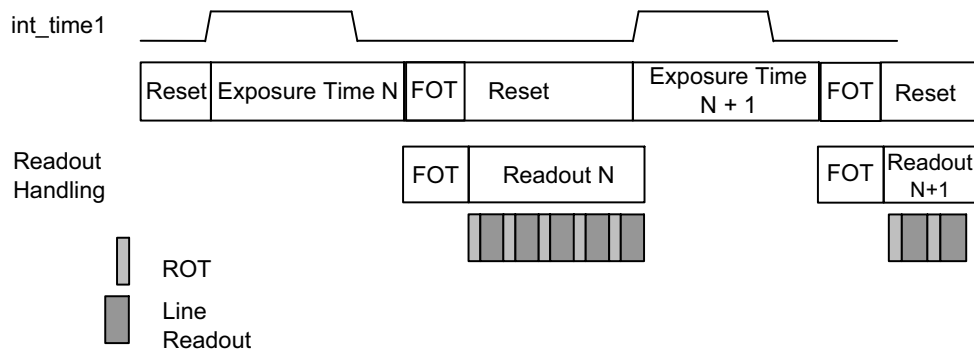 int_time1
Reset Exposure Time N FOT Reset Exposure Time N + 1 FOT Reset
Readout Handling
FOT Readout N FOT Readout N+1
ROT
Line
Readout